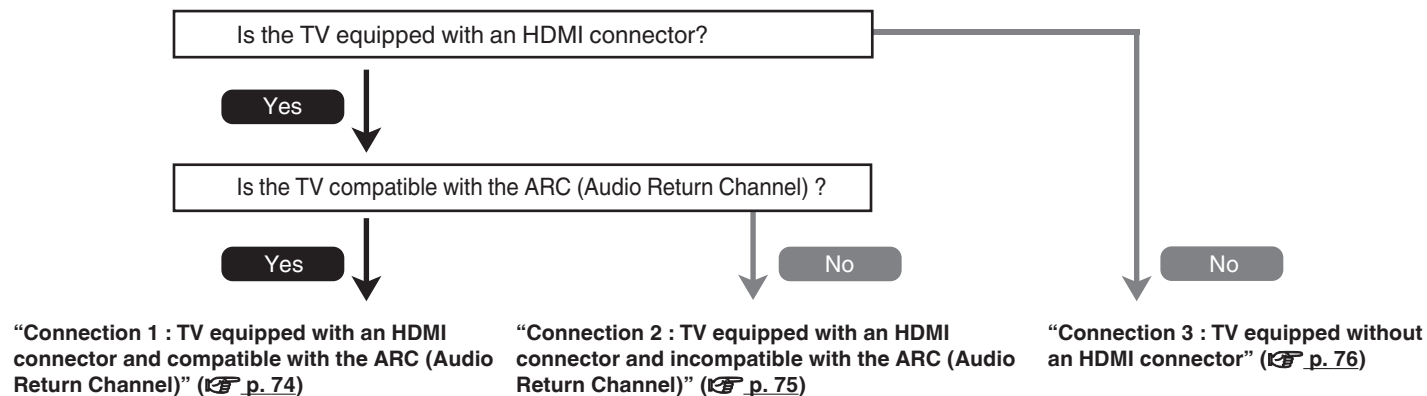 Is the TV equipped with an HDMI connector?
Yes
Is the TV compatible with the ARC (Audio Return Channel) ?
Yes
No
No
“Connection 1 : TV equipped with an HDMI
connector and compatible with the ARC (Audio
Return Channel)” (☞ p. 74)
“Connection 2 : TV equipped with an HDMI
connector and incompatible with the ARC (Audio
Return Channel)” (☞ p. 75)
“Connection 3 : TV equipped without
an HDMI connector” (☞ p. 76)